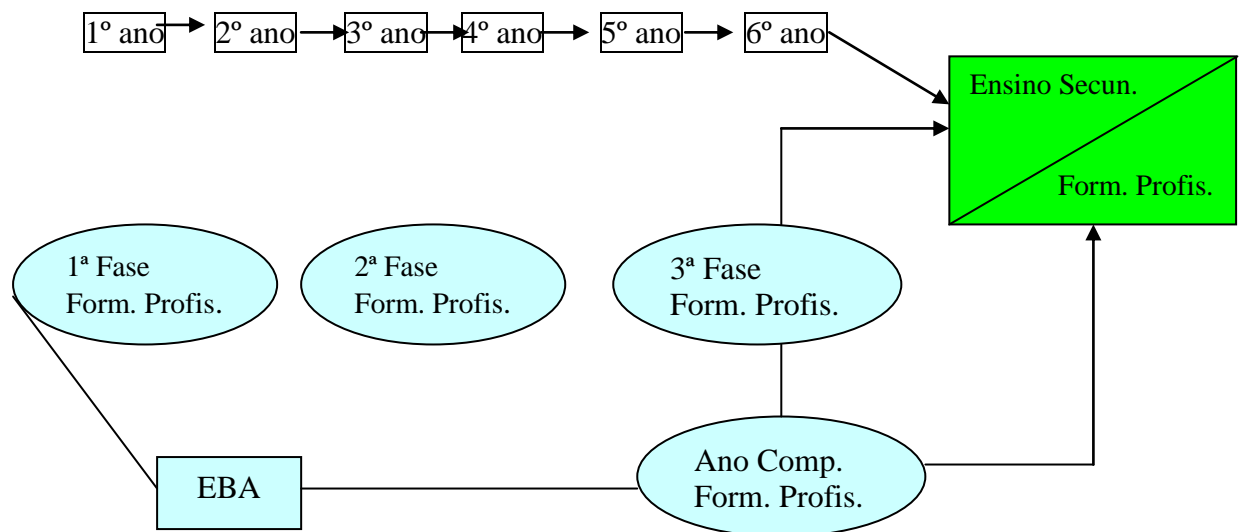 1º ano 2º ano 3º ano 4º ano 5º ano 6º ano
Ensino Secun.
Form. Profis.
1ª Fase
Form. Profis.
2ª Fase
Form. Profis.
3ª Fase
Form. Profis.
EBA
Ano Comp.
Form. Profis.